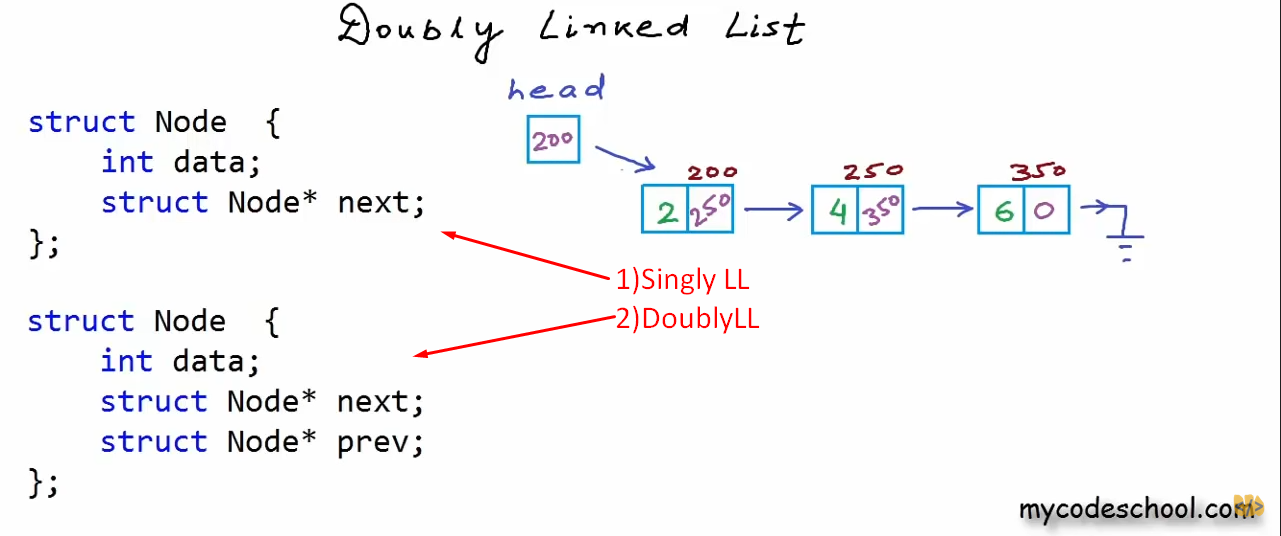 Doubly Linked List
head
200
struct Node {
int data;
struct Node* next;
};
200 250 350
2 250 4 350 6 0
1)Singly LL
2)DoublyLL
struct Node {
int data;
struct Node* next;
struct Node* prev;
};
mycodeschool.com